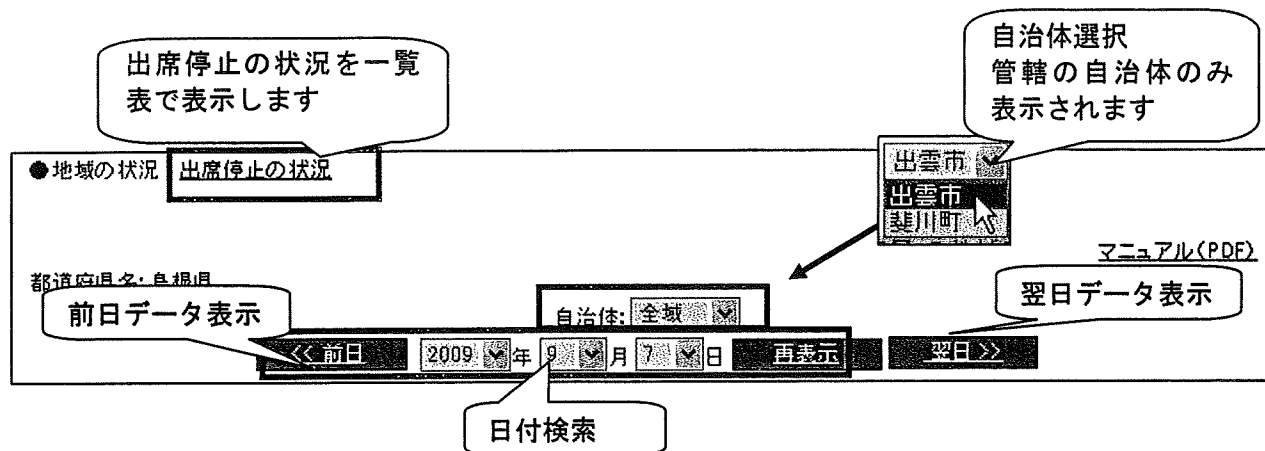 出席停止の状況を一覧
表で表示します
自治体選択
管轄の自治体のみ
表示されます
●地域の状況 出席停止の状況
出雲市
出雲市
斐川町
マニュアル(PDF)
都道府県名:島根県
前日データ表示
翌日データ表示
自治体: 全域
<< 前日 2009 年 9 月 7 日 再表示 翌日 >>
日付検索